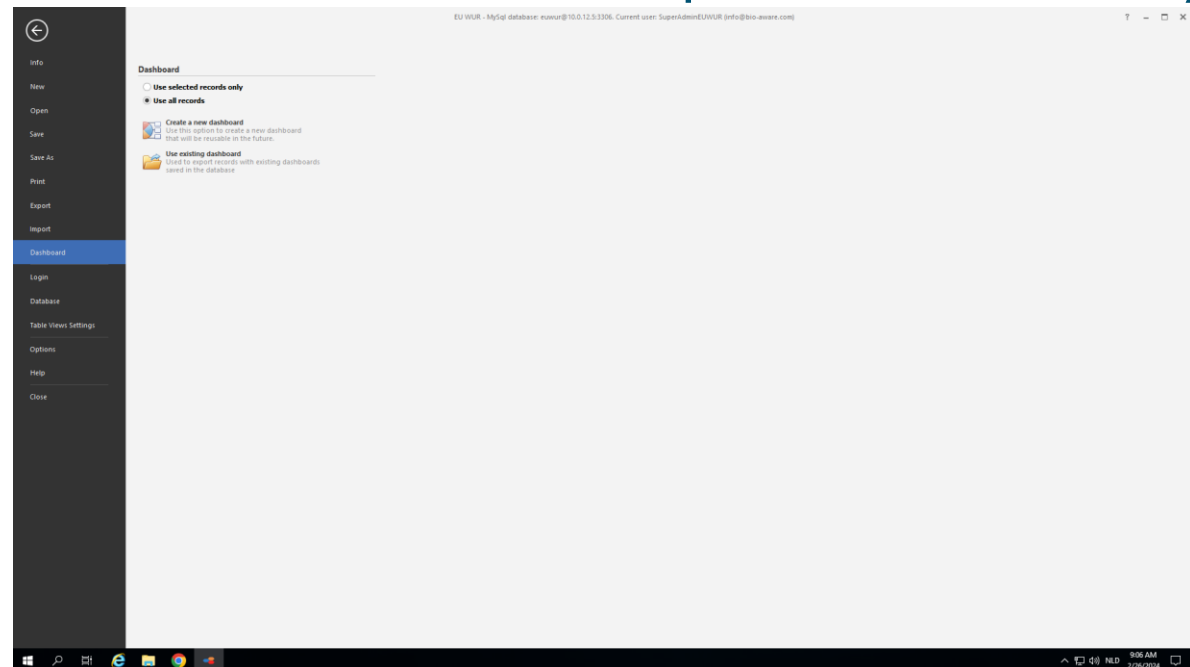 EU WUR - MySql database: euwur@10.0.12.5:3306. Current user: SuperAdminEUWUR (info@bio-aware.com)
?
Info
New
Open
Save
Save As
Print
Export
Import
Dashboard
Login
Database
Table Views Settings
Options
Help
Close
Dashboard
Use selected records only
Use all records
Create a new dashboard
Use this option to create a new dashboard
that will be reusable in the future.
Use existing dashboard
Used to export records with existing dashboards
saved in the database
NLD
9:06 AM
2/26/2024